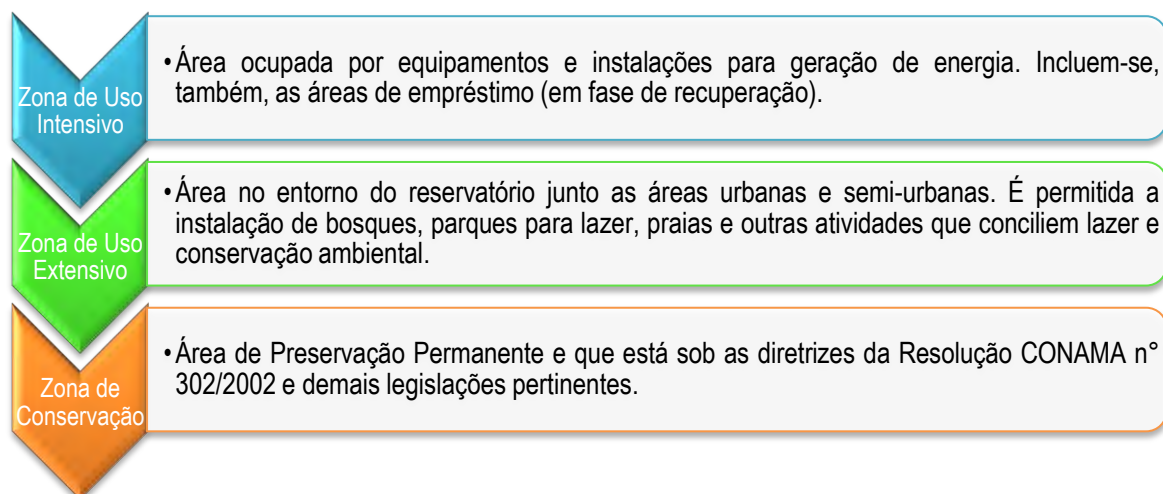 Zona de Uso
Intensivo
•Área ocupada por equipamentos e instalações para geração de energia. Incluem-se,
também, as áreas de empréstimo (em fase de recuperação).
Zona de Uso
Extensivo
•Área no entorno do reservatório junto as áreas urbanas e semi-urbanas. É permitida a
instalação de bosques, parques para lazer, praias e outras atividades que conciliem lazer e
conservação ambiental.
Zona de
Conservação
•Área de Preservação Permanente e que está sob as diretrizes da Resolução CONAMA n°
302/2002 e demais legislações pertinentes.